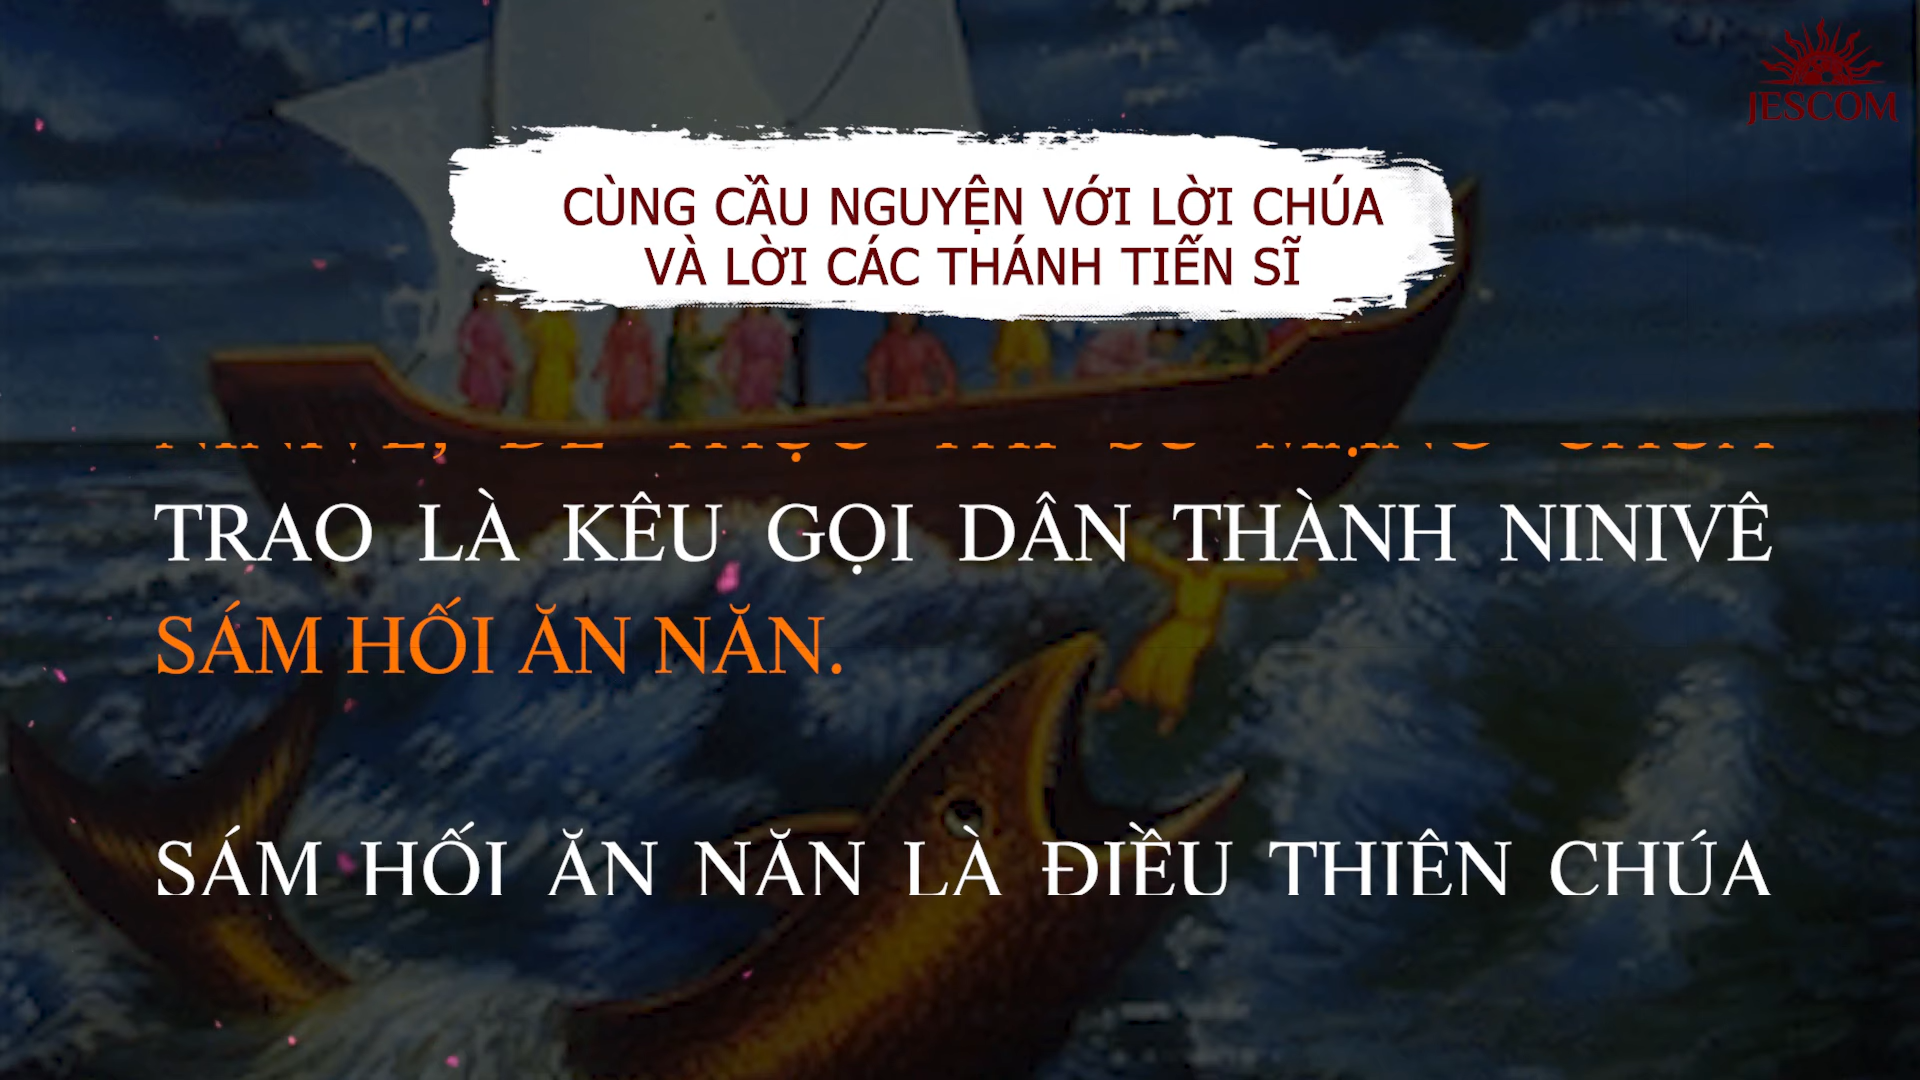 JESCOM
CÙNG CẦU NGUYỆN VỚI LỜI CHÚA
VÀ LỜI CÁC THÁNH TIẾN SĨ
TRAO LÀ KÊU GỌI DÂN THÀNH NINIVÊ
SÁM HỐI ĂN NĂN.
SÁM HỐI ĂN NĂN LÀ ĐIỀU THIÊN CHÚA